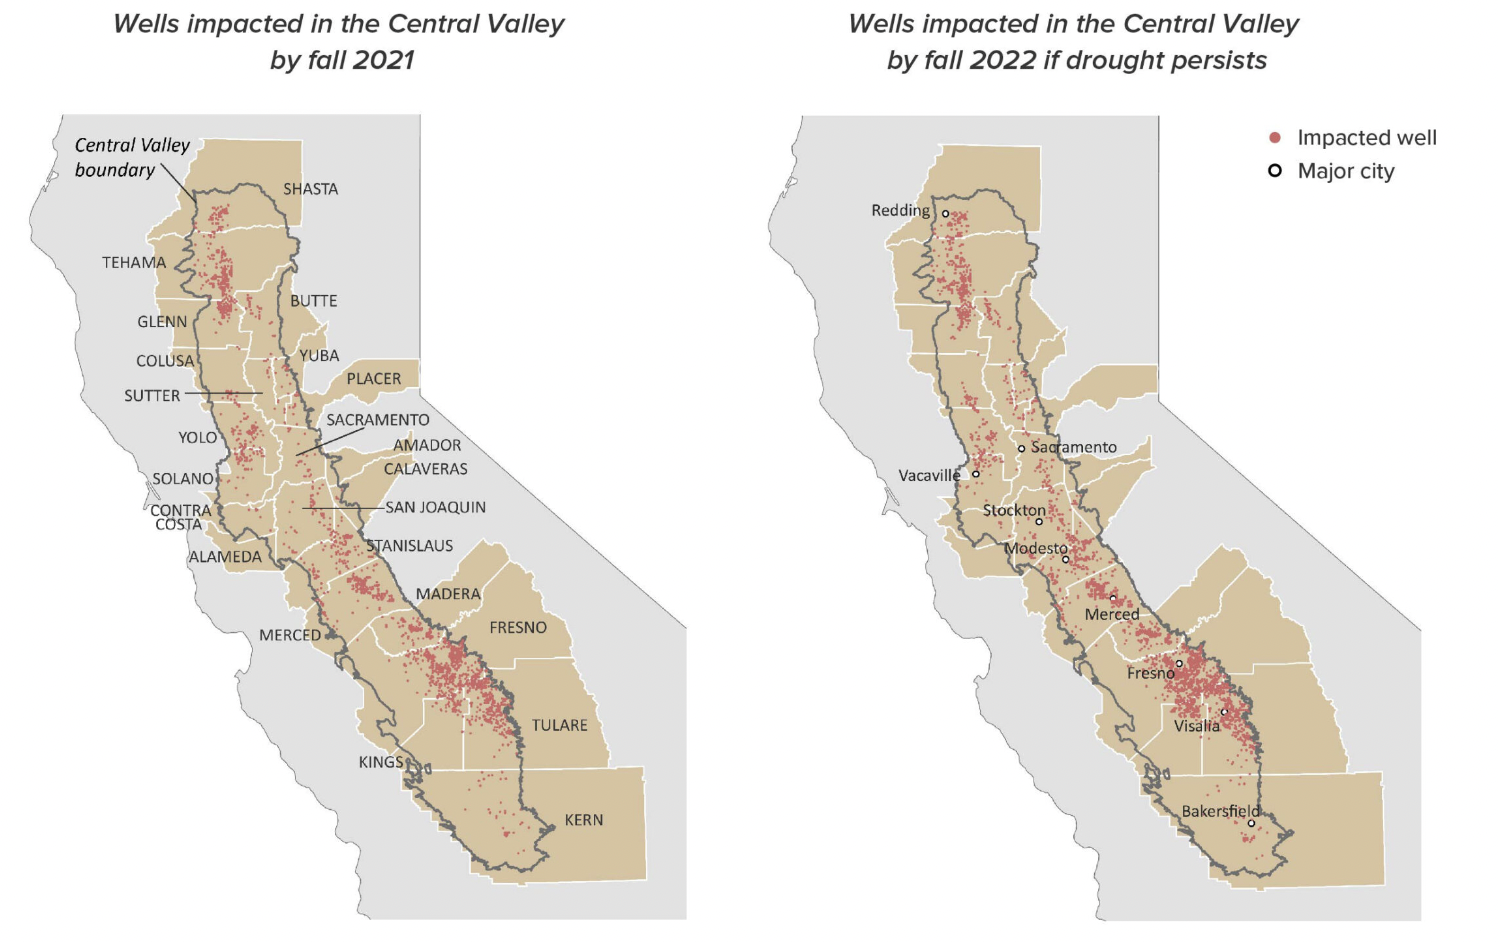 Wells impacted in the Central Valley
by fall 2021
Central Valley
boundary
SHASTA
TEHAMA
BUTTE
GLENN
YUBA
COLUSA
PLACER
SUTTER
SACRAMENTO
YOLO
AMADOR
CALAVERAS
SOLANO
SAN JOAQUIN
CONTRA
COSTA
STANISLAUS
ALAMEDA
MADERA
MERCED
FRESNO
TULARE
KINGS
KERN
Wells impacted in the Central Valley
by fall 2022 if drought persists
Impacted well
Major city
Redding
Sacramento
Vacaville
Stockton
Modesto
Merced
Fresno
Visalia
Bakersfield